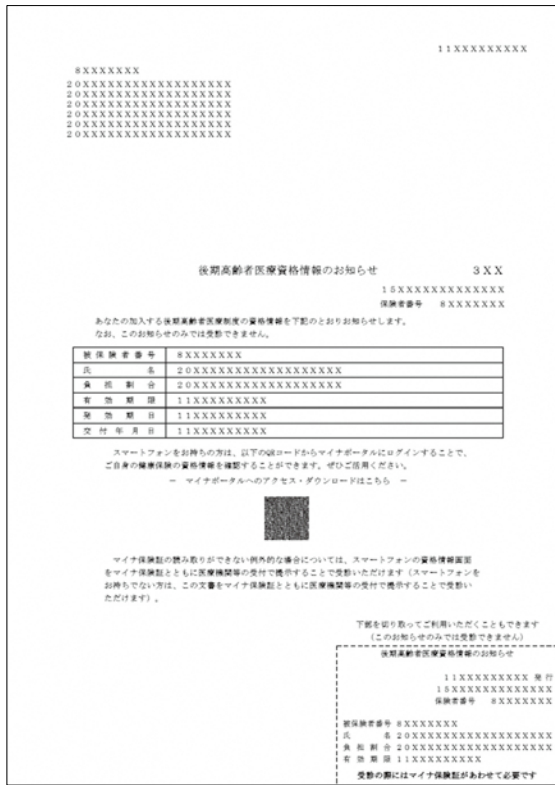 11XXXXXXXXXX
8XXXXXXX
20XXXXXXXXXXXXXXXXXXX
20XXXXXXXXXXXXXXXXXXX
20XXXXXXXXXXXXXXXXXXX
20XXXXXXXXXXXXXXXXXXX
20XXXXXXXXXXXXXXXXXXX
20XXXXXXXXXXXXXXXXXXX
後期高齢者医療資格情報のお知らせ 3XX
15XXXXXXXXXXXXXX
保険者番号 8XXXXXXX
あなたの加入する後期高齢者医療制度の資格情報を下記のとおりお知らせします。
なお、このお知らせのみでは受診できません。
被保険者番号 8XXXXXXX
氏名 20XXXXXXXXXXXXXXXXXXX
負担割合 20XXXXXXXXXXXXXXXXXXX
有効期限 11XXXXXXXXXX
発効期日 11XXXXXXXXXX
交付年月日 11XXXXXXXXXX
スマートフォンをお持ちの方は、以下のQRコードからマイナポータルにログインすることで、
ご自身の健康保険の資格情報を確認することができます。ぜひご活用ください。
― マイナポータルへのアクセス・ダウンロードはこちら ―
マイナ保険証の読み取りができない例外的な場合については、スマートフォンの資格情報画面
をマイナ保険証とともに医療機関等の受付で提示することで受診いただけます(スマートフォンを
お持ちでない方は、この文書をマイナ保険証とともに医療機関等の受付で提示することで受診い
ただけます)。
下部を切り取ってご利用いただくこともできます
(このお知らせのみでは受診できません)
後期高齢者医療資格情報のお知らせ
11XXXXXXXXXX 発行
15XXXXXXXXXXXXXX
保険者番号 8XXXXXXX
被保険者番号 8XXXXXXX
氏名 20XXXXXXXXXXXXXXXXXXX
負担割合 20XXXXXXXXXXXXXXXXXXX
有効期限 11XXXXXXXXXX
受診の際にはマイナ保険証があわせて必要です